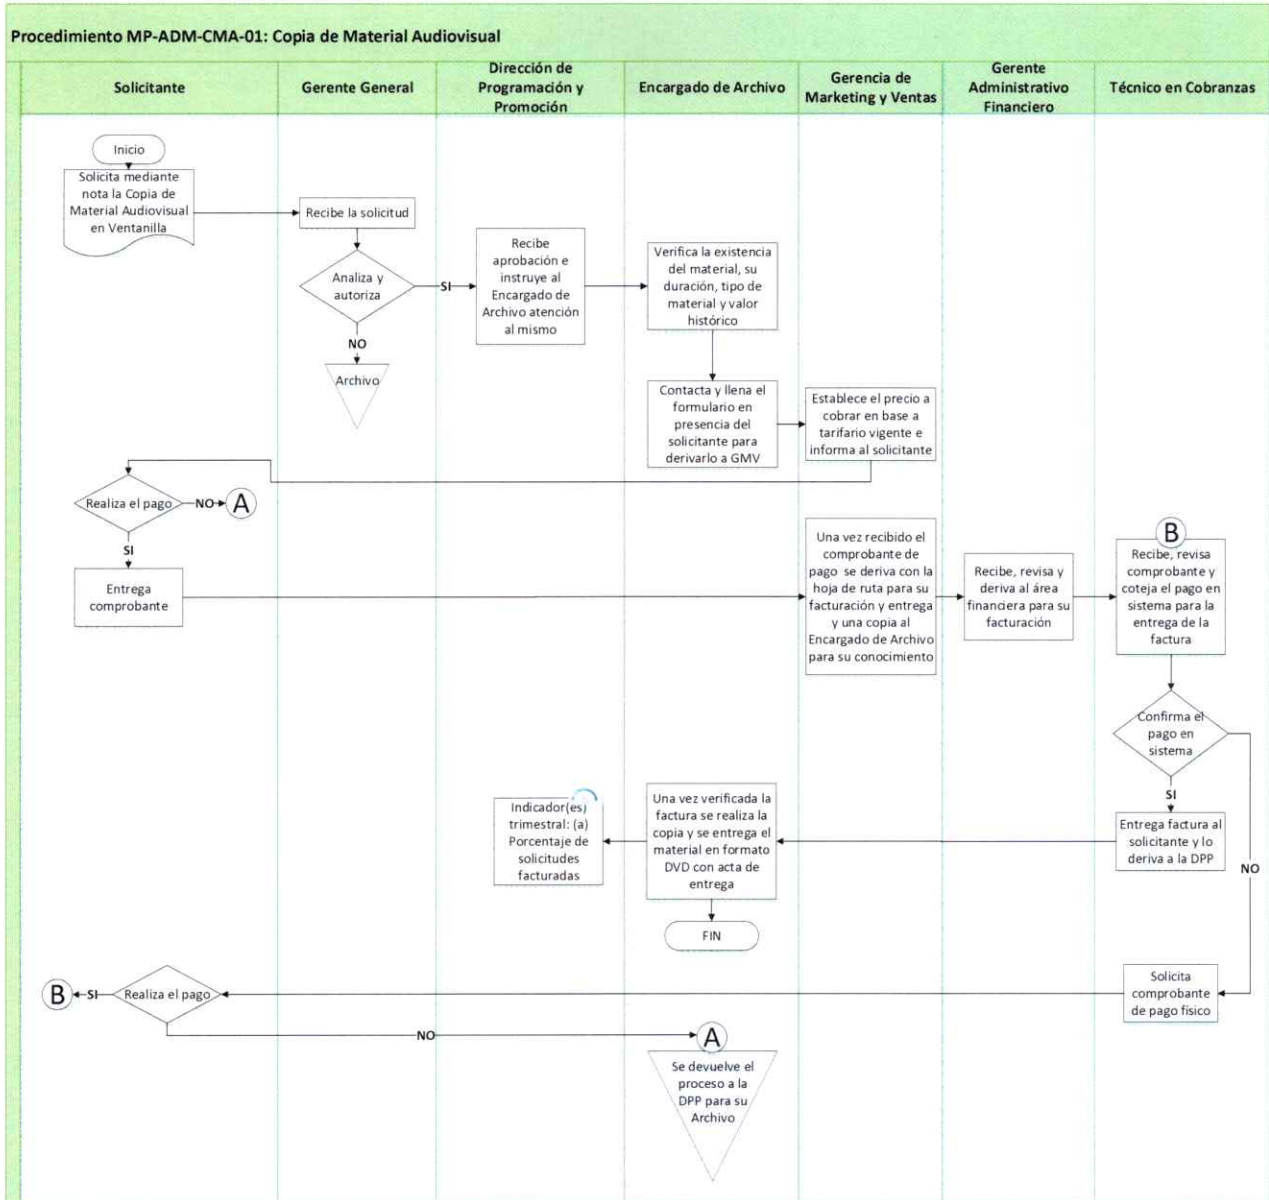 Procedimiento MP-ADM-CMA-01: Copia de Material Audiovisual
Solicitante
Gerente General
Dirección de
Programación y
Promoción
Encargado de Archivo
Gerencia de
Marketing y Ventas
Gerente
Administrativo
Financiero
Técnico en Cobranzas
Inicio
Solicita mediante
nota la Copia de
Material Audiovisual
en Ventanilla
Recibe la solicitud
Analiza y
autoriza
SI
NO
Archivo
Recibe
aprobación e
instruye al
Encargado de
Archivo atención
al mismo
Verifica la existencia
del material, su
duración, tipo de
material y valor
histórico
Contacta y llena el
formulario en
presencia del
solicitante para
derivarlo a GMV
Establece el precio a
cobrar en base a
tarifario vigente e
informa al solicitante
Realiza el pago
NO
A
SI
Entrega
comprobante
Una vez recibido el
comprobante de
pago se deriva con la
hoja de ruta para su
facturación y entrega
y una copia al
Encargado de Archivo
para su conocimiento
Recibe, revisa y
deriva al área
financiera para su
facturación
B
Recibe, revisa
comprobante y
coteja el pago en
sistema para la
entrega de la
factura
Confirma el
pago en
sistema
SI
NO
Entrega factura al
solicitante y lo
deriva a la DPP
Una vez verificada la
factura se realiza la
copia y se entrega el
material en formato
DVD con acta de
entrega
Indicador(es)
trimestral: (a)
Porcentaje de
solicitudes
facturadas
FIN
Solicita
comprobante
de pago físico
Realiza el pago
SI
B
NO
A
Se devuelve el
proceso a la
DPP para su
Archivo